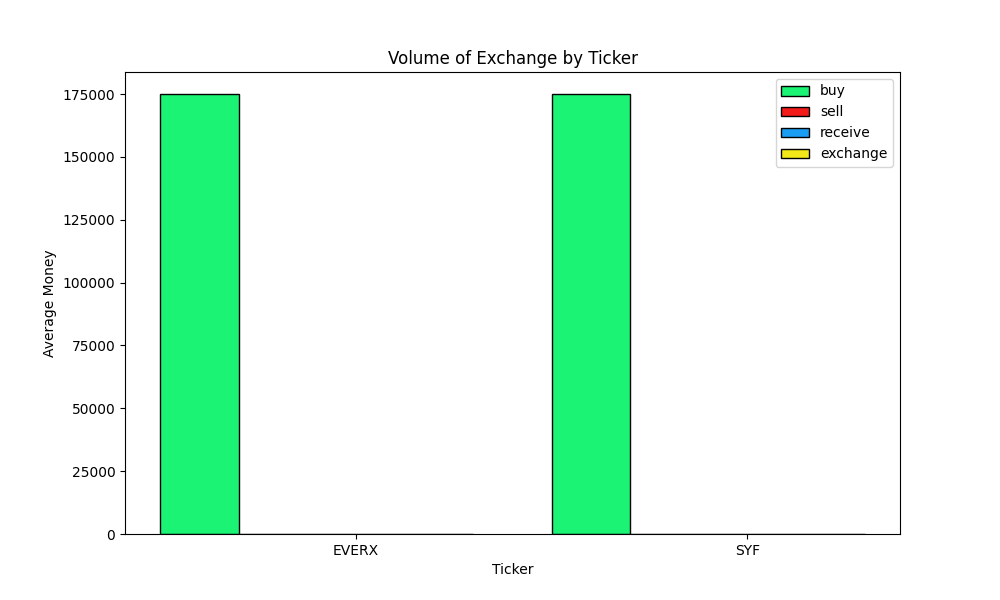 Volume of Exchange by Ticker
buy
sell
receive
exchange
175000
150000
125000
100000
75000
50000
25000
0
Average Money
EVERX
SYF
Ticker